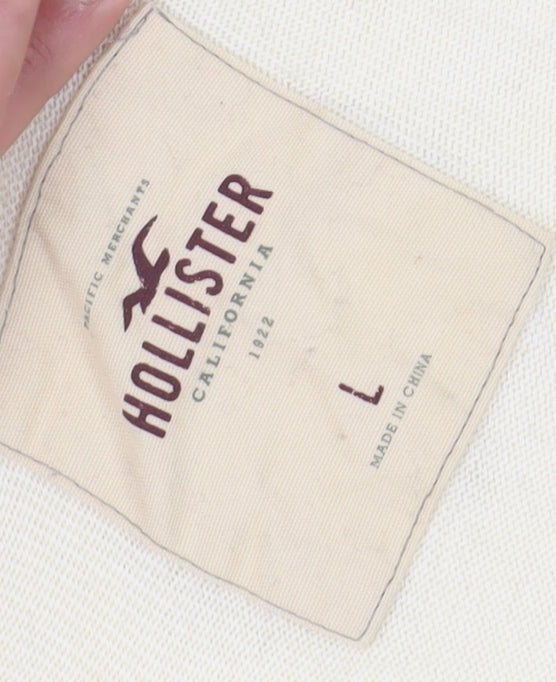 PACIFIC MERCHANTS
HOLLISTER
CALIFORNIA
1922
L
MADE IN CHINA